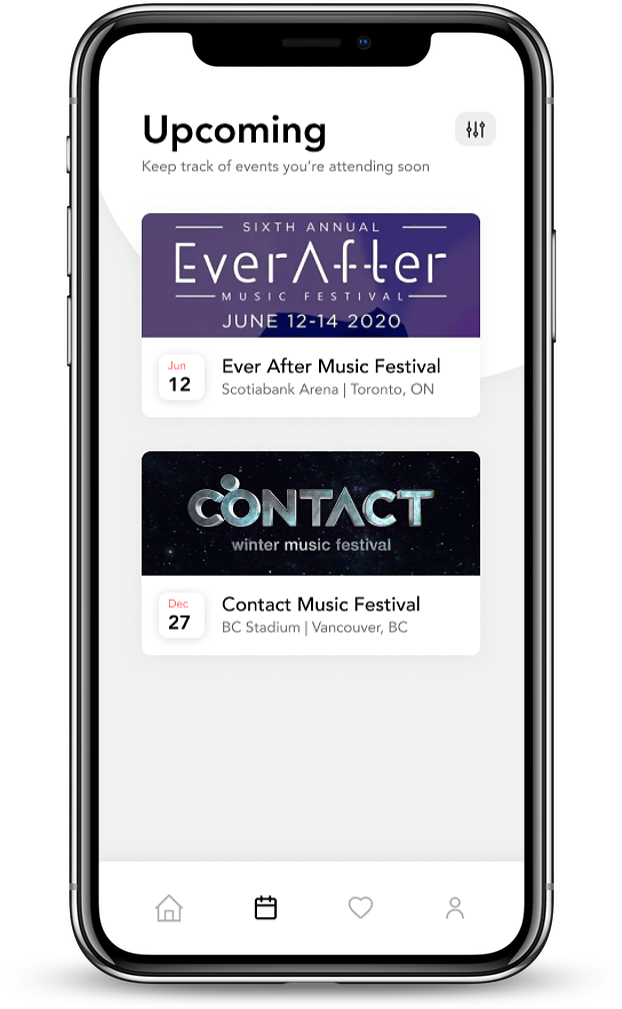 Upcoming
Keep track of events you’re attending soon
SIXTH ANNUAL
EverAfter
MUSIC FESTIVAL
JUNE 12-14 2020
Jun
12
Ever After Music Festival
Scotiabank Arena | Toronto, ON
CONTACT
winter music festival
Dec
27
Contact Music Festival
BC Stadium | Vancouver, BC